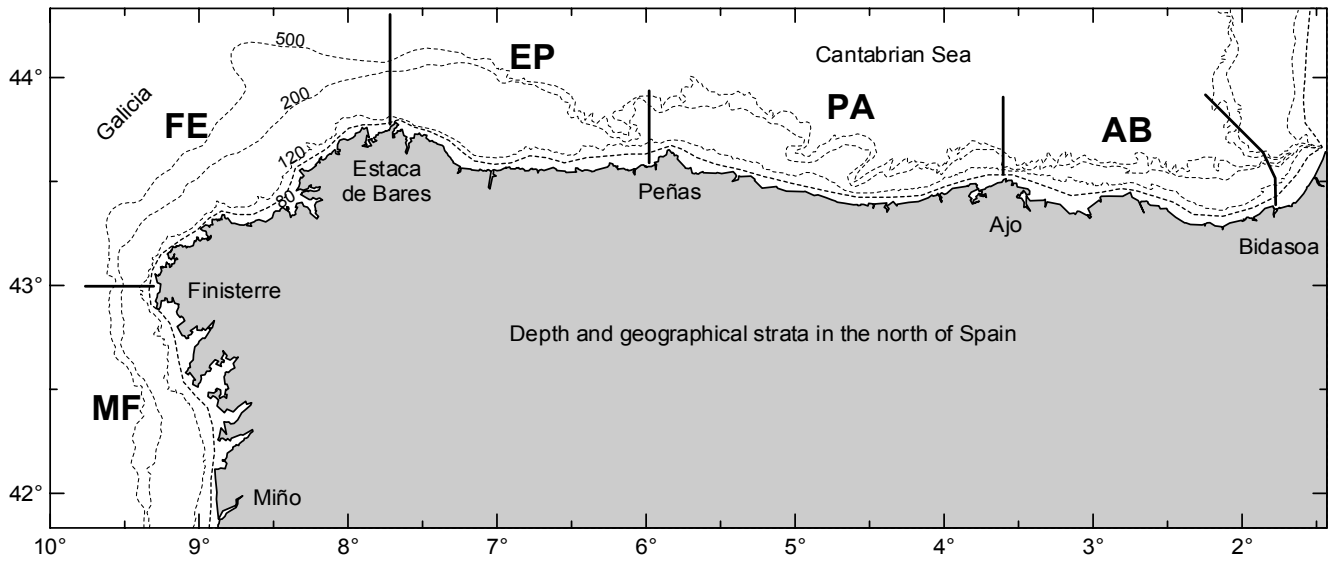 500
EP
Cantabrian Sea
44°
200
PA
Galicia
FE
AB
120
Estaca
de Bares
80
Peñas
Ajo
Bidasoa
43°
Finisterre
Depth and geographical strata in the north of Spain
MF
42°
Miño
10° 9° 8° 7° 6° 5° 4° 3° 2°